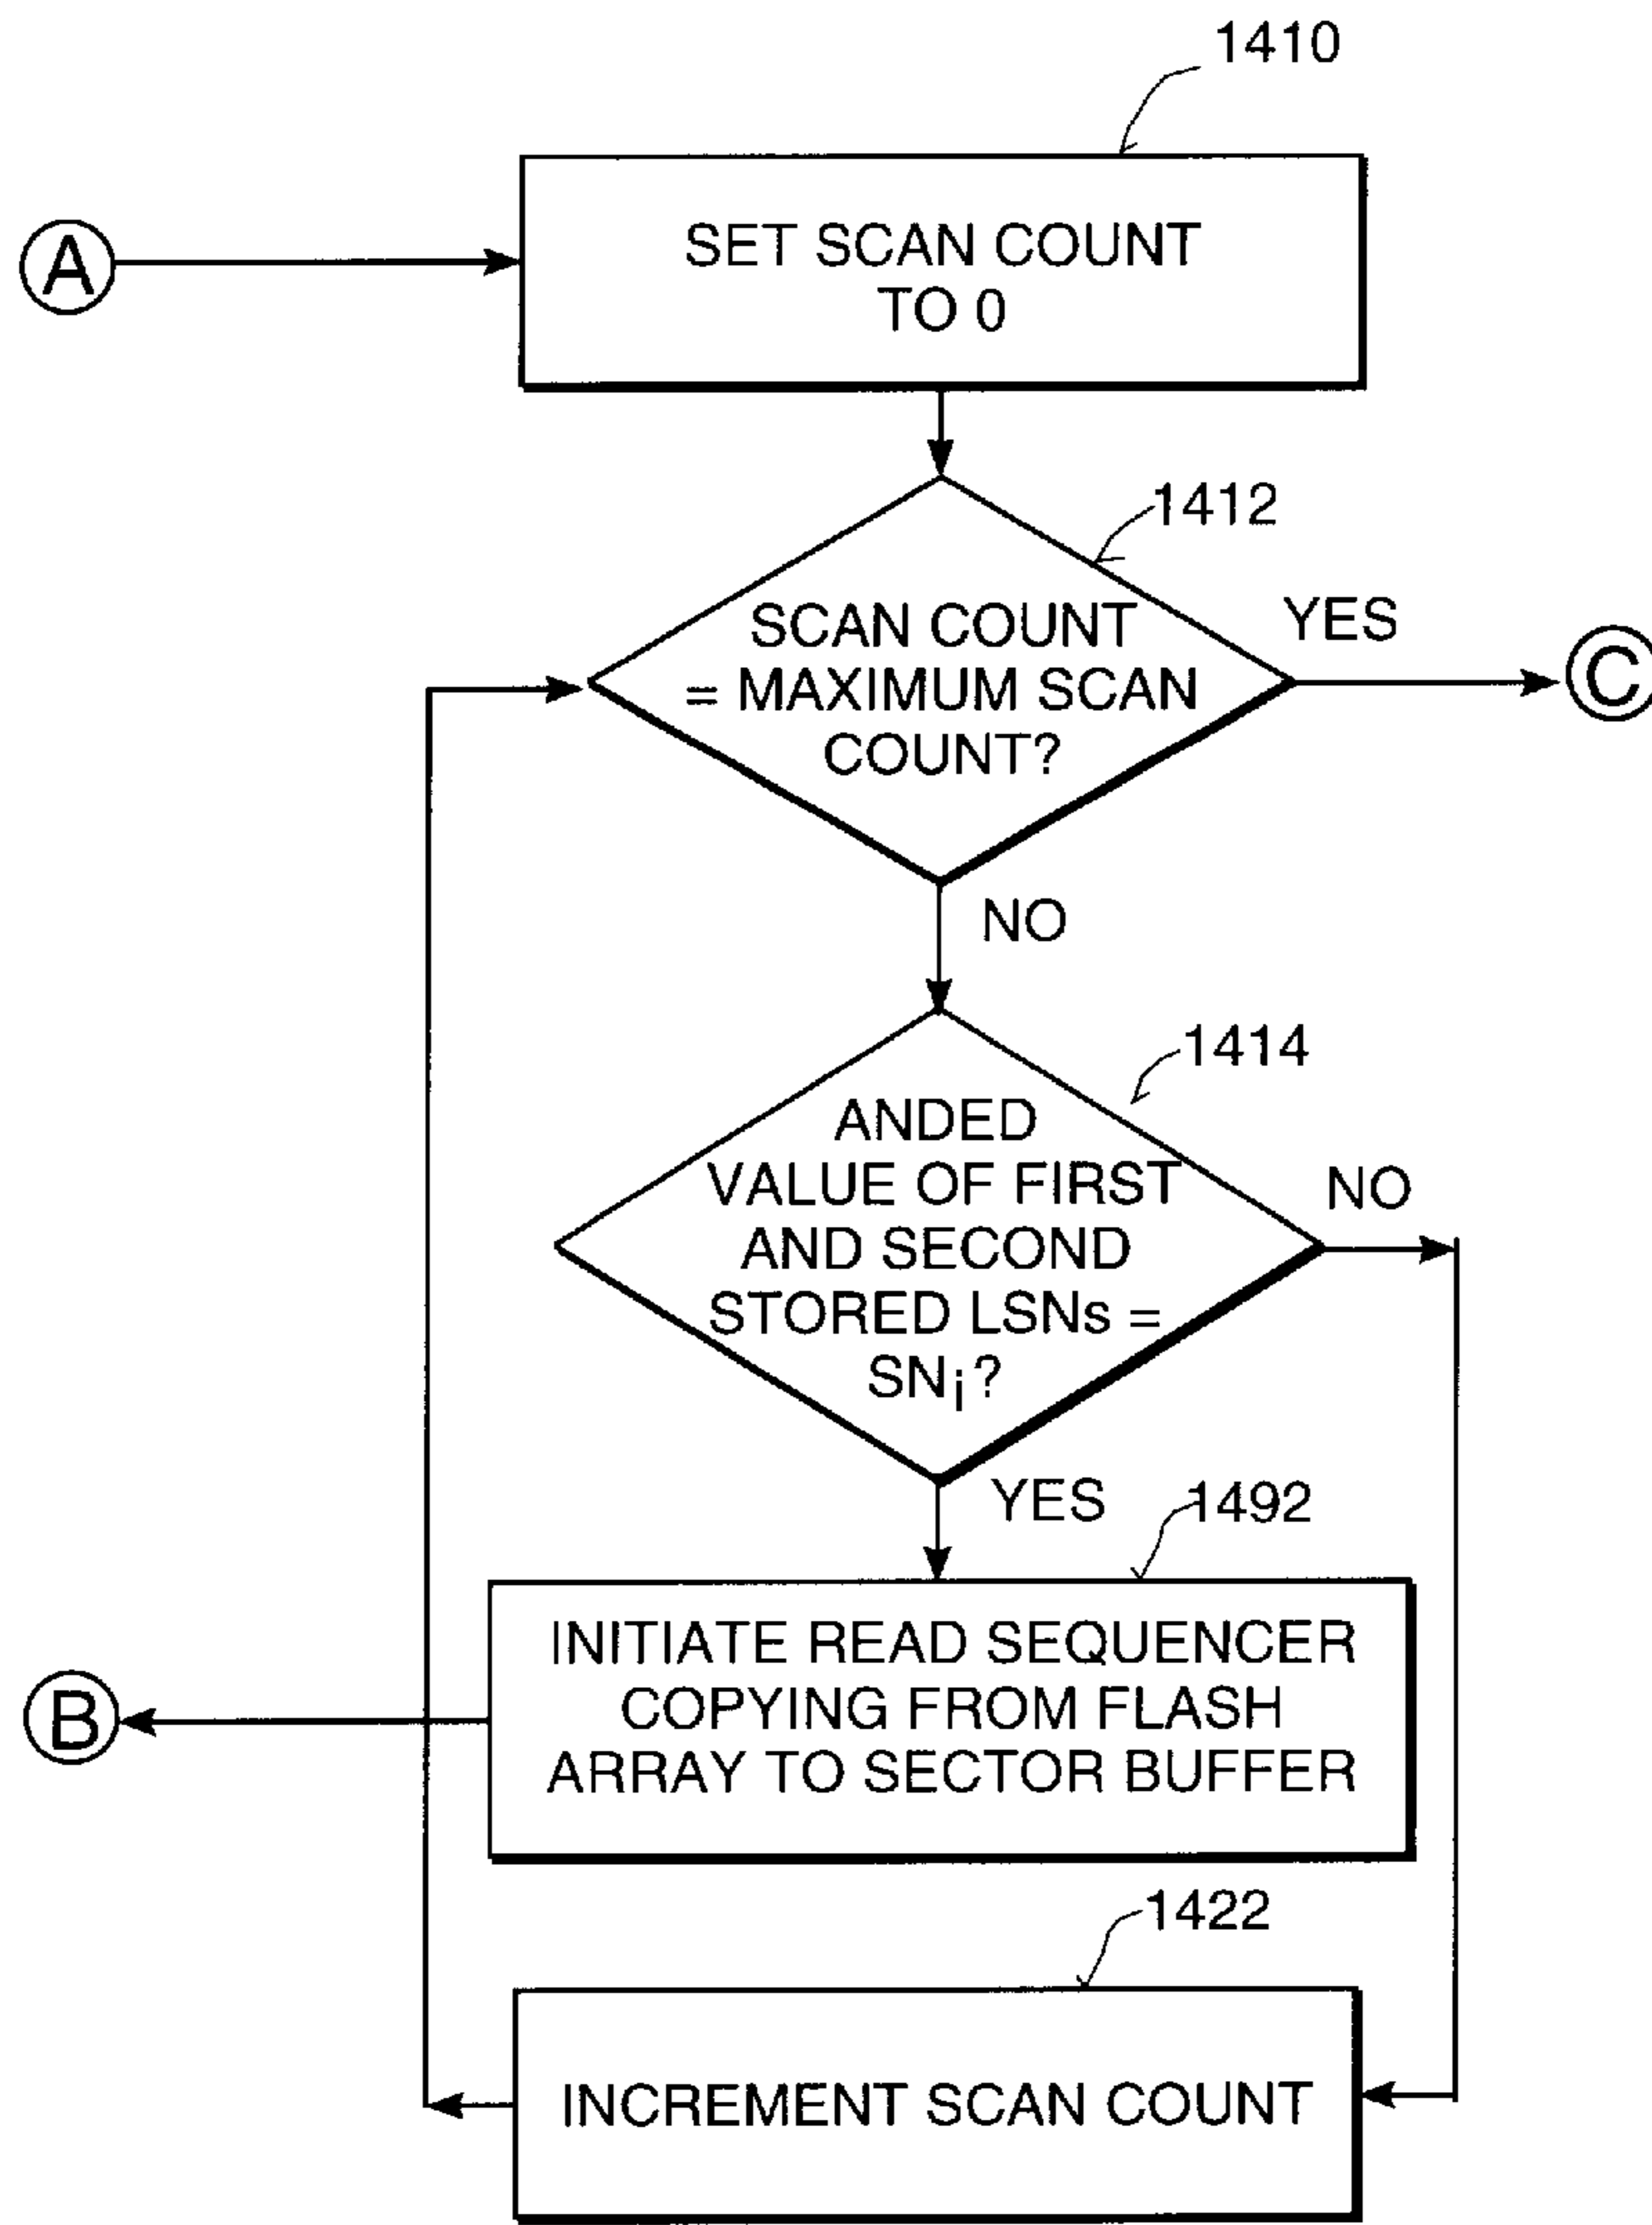 1410
A
SET SCAN COUNT
TO 0
1412
SCAN COUNT
= MAXIMUM SCAN
COUNT?
YES
C
NO
1414
ANDED
VALUE OF FIRST
AND SECOND
STORED LSNs =
SNi?
NO
YES
1492
INITIATE READ SEQUENCER
COPYING FROM FLASH
ARRAY TO SECTOR BUFFER
B
1422
INCREMENT SCAN COUNT